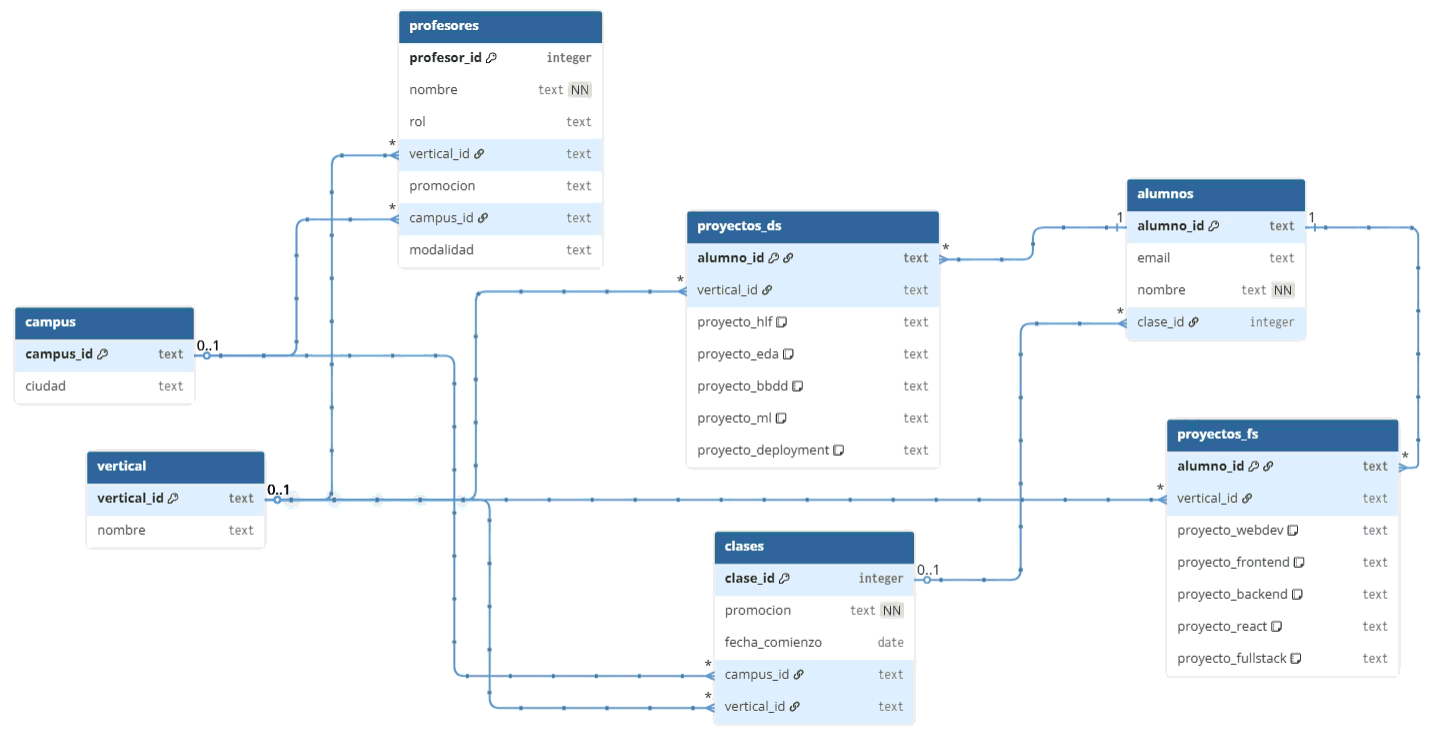 profesores
profesor_id integer
nombre text NN
rol text
* vertical_id text
promocion text
* campus_id text
modalidad text
campus
campus_id text 0..1
ciudad text
vertical
vertical_id text 0..1
nombre text
proyectos_ds
alumno_id text *
* vertical_id text
proyecto_hlf text
proyecto_eda text
proyecto_bbdd text
proyecto_ml text
proyecto_deployment text
alumnos
1 alumno_id text 1
email text
nombre text NN
* clase_id integer
proyectos_fs
alumno_id text *
* vertical_id text
proyecto_webdev text
proyecto_frontend text
proyecto_backend text
proyecto_react text
proyecto_fullstack text
clases
clase_id integer 0..1
promocion text NN
fecha_comienzo date
* campus_id text
* vertical_id text